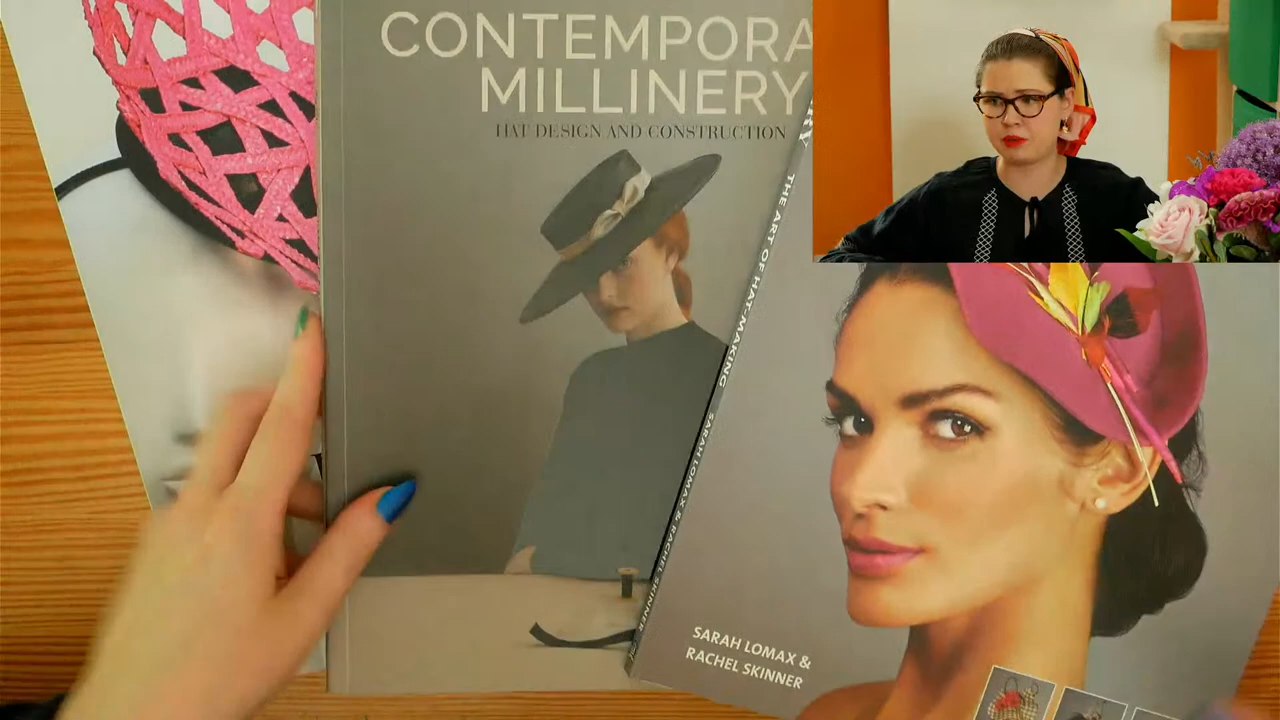 CONTEMPORA
MILLINERY
HAT DESIGN AND CONSTRUCTION
RY
THE ART OF HAT-MAKING
SARAH LOMAX & RACHEL SKINNER
SARAH LOMAX &
RACHEL SKINNER